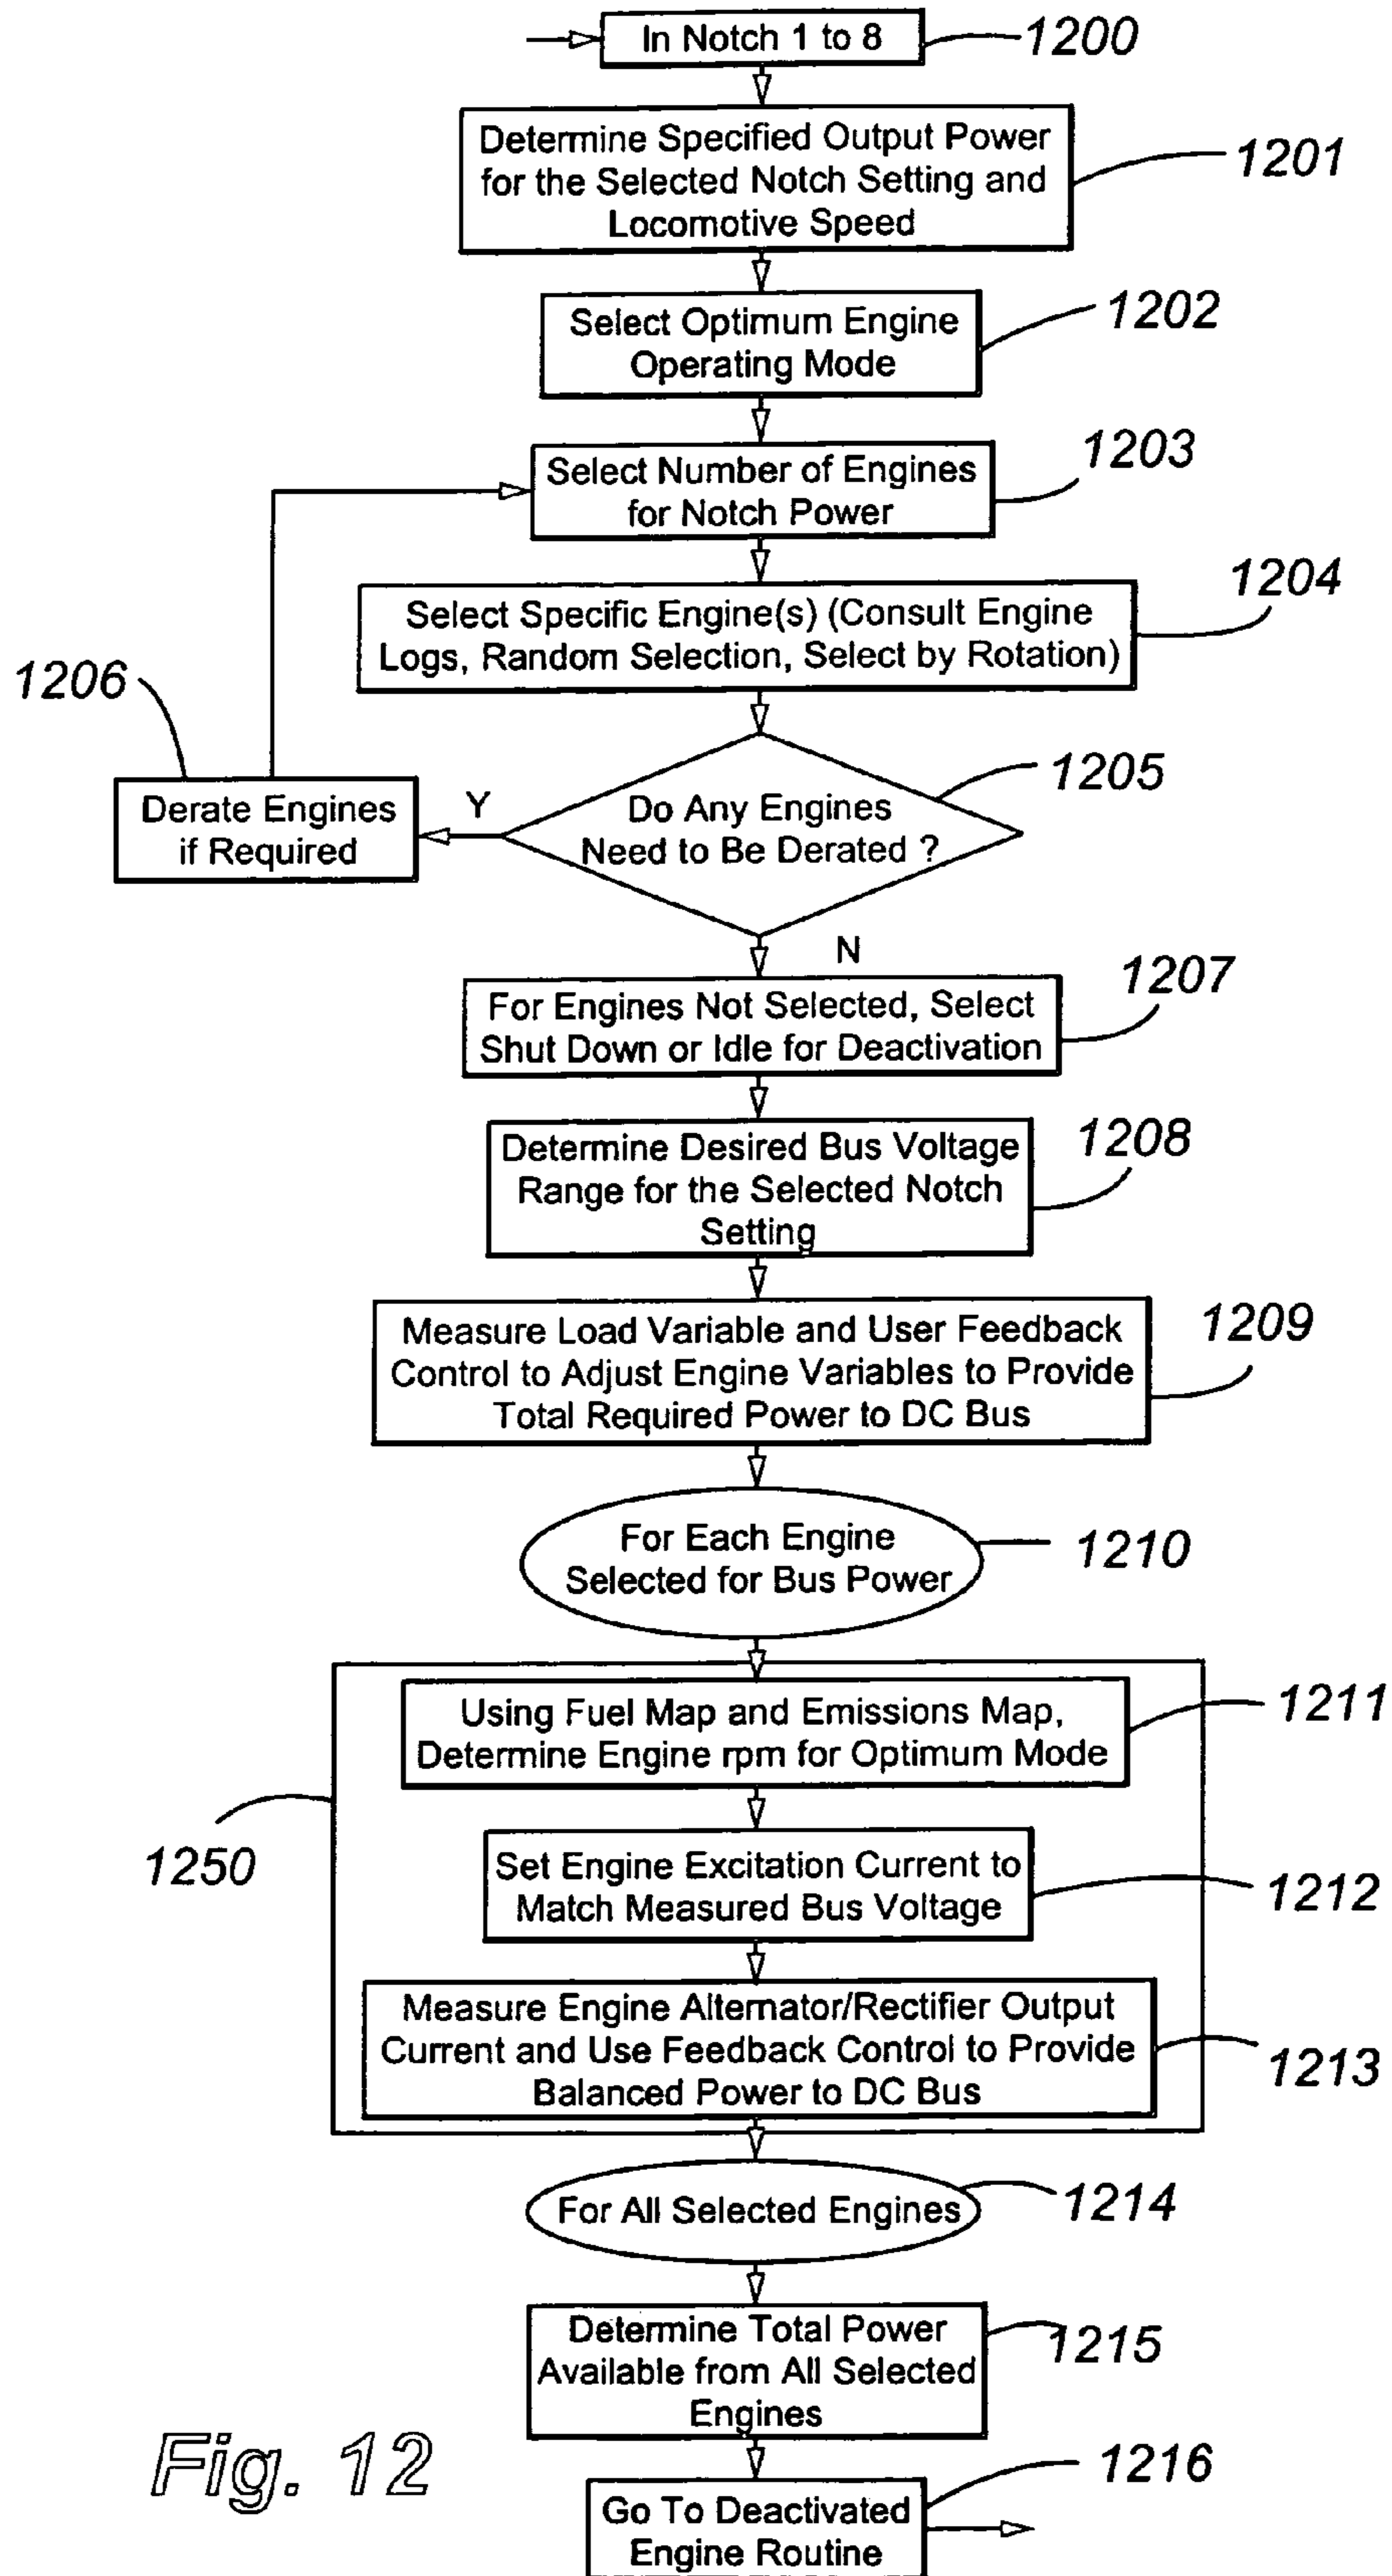 In Notch 1 to 8
1200
Determine Specified Output Power
for the Selected Notch Setting and
Locomotive Speed
1201
Select Optimum Engine
Operating Mode
1202
Select Number of Engines
for Notch Power
1203
Select Specific Engine(s) (Consult Engine
Logs, Random Selection, Select by Rotation)
1204
Do Any Engines
Need to Be Derated ?
1205
Y
Derate Engines
if Required
1206
N
For Engines Not Selected, Select
Shut Down or Idle for Deactivation
1207
Determine Desired Bus Voltage
Range for the Selected Notch
Setting
1208
Measure Load Variable and User Feedback
Control to Adjust Engine Variables to Provide
Total Required Power to DC Bus
1209
For Each Engine
Selected for Bus Power
1210
Using Fuel Map and Emissions Map,
Determine Engine rpm for Optimum Mode
1211
1250
Set Engine Excitation Current to
Match Measured Bus Voltage
1212
Measure Engine Alternator/Rectifier Output
Current and Use Feedback Control to Provide
Balanced Power to DC Bus
1213
For All Selected Engines
1214
Determine Total Power
Available from All Selected
Engines
1215
Go To Deactivated
Engine Routine
1216
Fig. 12